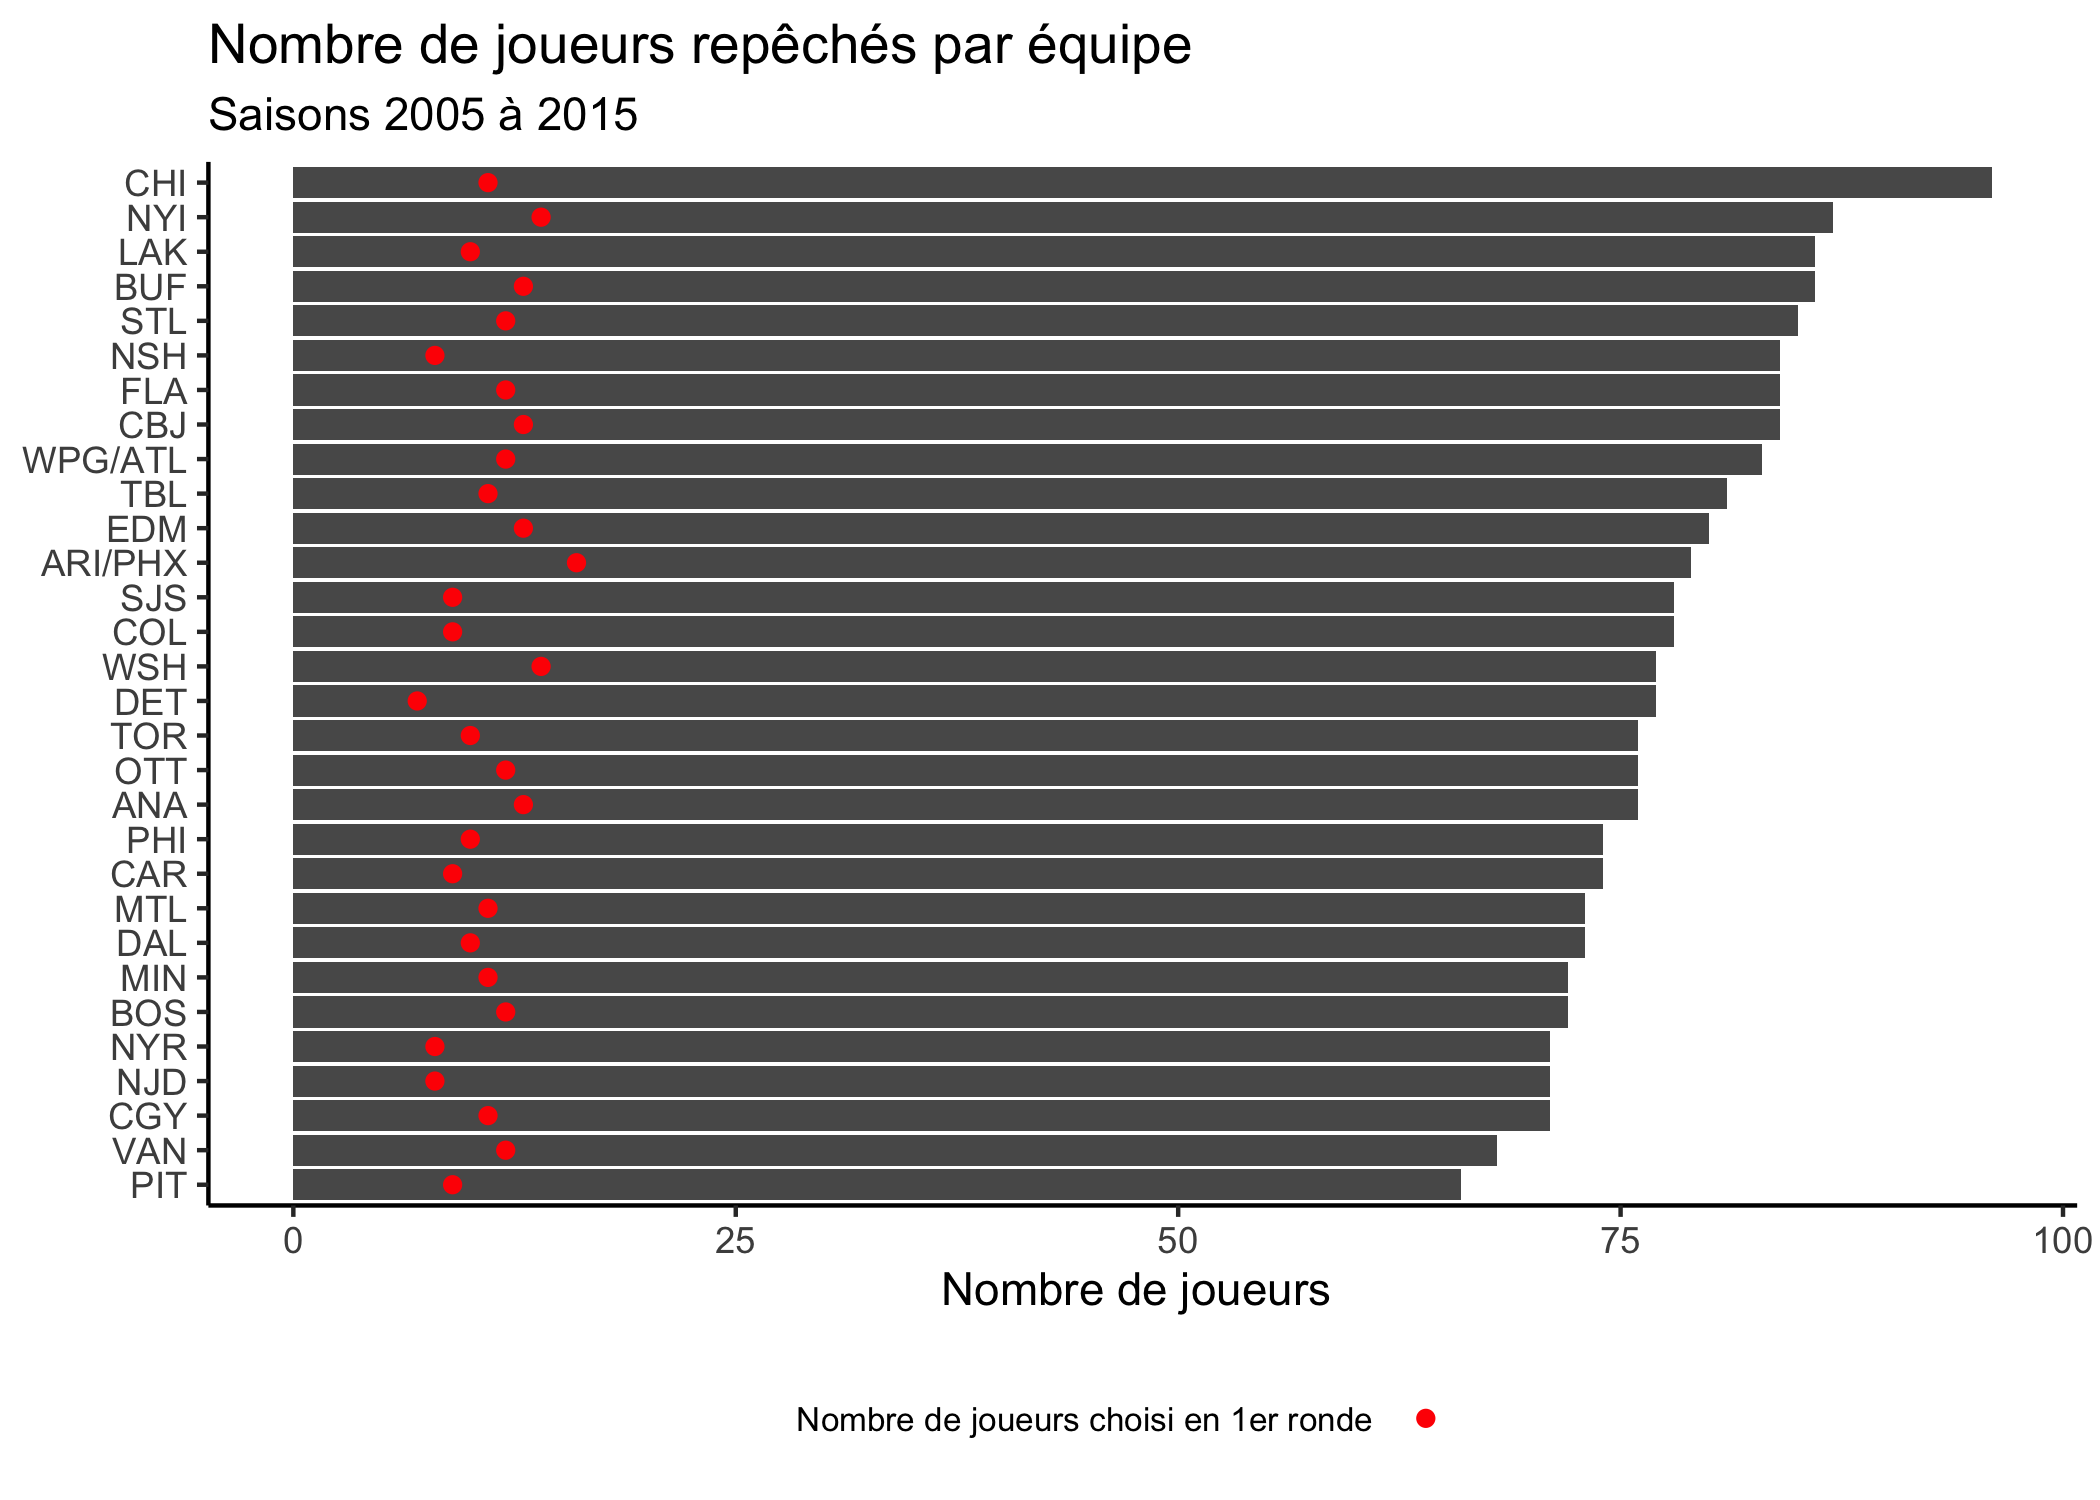 Nombre de joueurs repêchés par équipe
Saisons 2005 à 2015
CHI
NYI
LAK
BUF
STL
NSH
FLA
CBJ
WPG/ATL
TBL
EDM
ARI/PHX
SJS
COL
WSH
DET
TOR
OTT
ANA
PHI
CAR
MTL
DAL
MIN
BOS
NYR
NJD
CGY
VAN
PIT
0 25 50 75 100
Nombre de joueurs
Nombre de joueurs choisi en 1er ronde